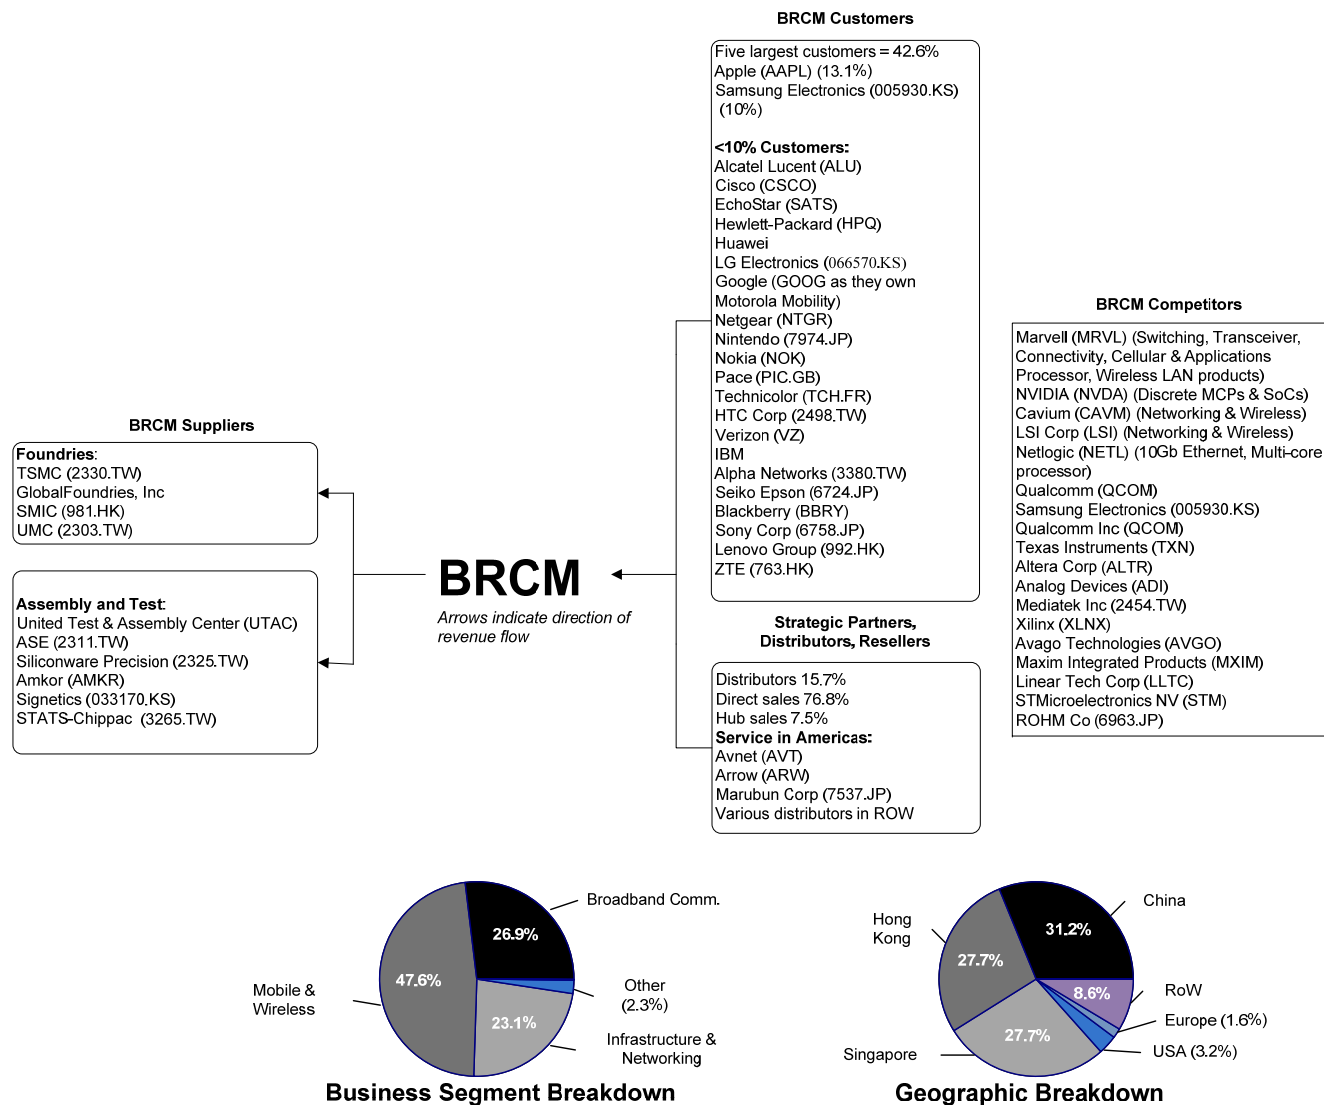 BRCM Customers
Five largest customers = 42.6%
Apple (AAPL) (13.1%)
Samsung Electronics (005930.KS)
(10%)
<10% Customers:
Alcatel Lucent (ALU)
Cisco (CSCO)
EchoStar (SATS)
Hewlett-Packard (HPQ)
Huawei
LG Electronics (066570.KS)
Google (GOOG as they own
Motorola Mobility)
Netgear (NTGR)
Nintendo (7974.JP)
Nokia (NOK)
Pace (PIC.GB)
Technicolor (TCH.FR)
HTC Corp (2498.TW)
Verizon (VZ)
IBM
Alpha Networks (3380.TW)
Seiko Epson (6724.JP)
Blackberry (BBRY)
Sony Corp (6758.JP)
Lenovo Group (992.HK)
ZTE (763.HK)
BRCM Competitors
Marvell (MRVL) (Switching, Transceiver,
Connectivity, Cellular & Applications
Processor, Wireless LAN products)
NVIDIA (NVDA) (Discrete MCPs & SoCs)
Cavium (CAVM) (Networking & Wireless)
LSI Corp (LSI) (Networking & Wireless)
Netlogic (NETL) (10Gb Ethernet, Multi-core
processor)
Qualcomm (QCOM)
Samsung Electronics (005930.KS)
Qualcomm Inc (QCOM)
Texas Instruments (TXN)
Altera Corp (ALTR)
Analog Devices (ADI)
Mediatek Inc (2454.TW)
Xilinx (XLNX)
Avago Technologies (AVGO)
Maxim Integrated Products (MXIM)
Linear Tech Corp (LLTC)
STMicroelectronics NV (STM)
ROHM Co (6963.JP)
BRCM Suppliers
Foundries:
TSMC (2330.TW)
GlobalFoundries, Inc
SMIC (981.HK)
UMC (2303.TW)
Assembly and Test:
United Test & Assembly Center (UTAC)
ASE (2311.TW)
Siliconware Precision (2325.TW)
Amkor (AMKR)
Signetics (033170.KS)
STATS-Chippac (3265.TW)
BRCM
Arrows indicate direction of
revenue flow
Strategic Partners,
Distributors, Resellers
Distributors 15.7%
Direct sales 76.8%
Hub sales 7.5%
Service in Americas:
Avnet (AVT)
Arrow (ARW)
Marubun Corp (7537.JP)
Various distributors in ROW
Broadband Comm.
26.9%
47.6%
Mobile &
Wireless
Other
(2.3%)
23.1%
Infrastructure &
Networking
Business Segment Breakdown
China
31.2%
Hong
Kong
27.7%
8.6%
RoW
Europe (1.6%)
27.7%
Singapore
USA (3.2%)
Geographic Breakdown